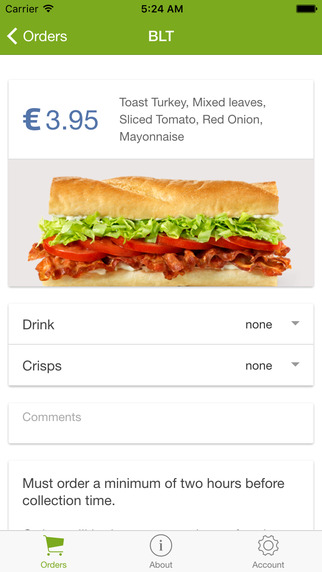 Carrier 5:24 AM
Orders BLT
€ 3.95
Toast Turkey, Mixed leaves,
Sliced Tomato, Red Onion,
Mayonnaise
Drink none
Crisps none
Comments
Must order a minimum of two hours before
collection time.
Orders About Account